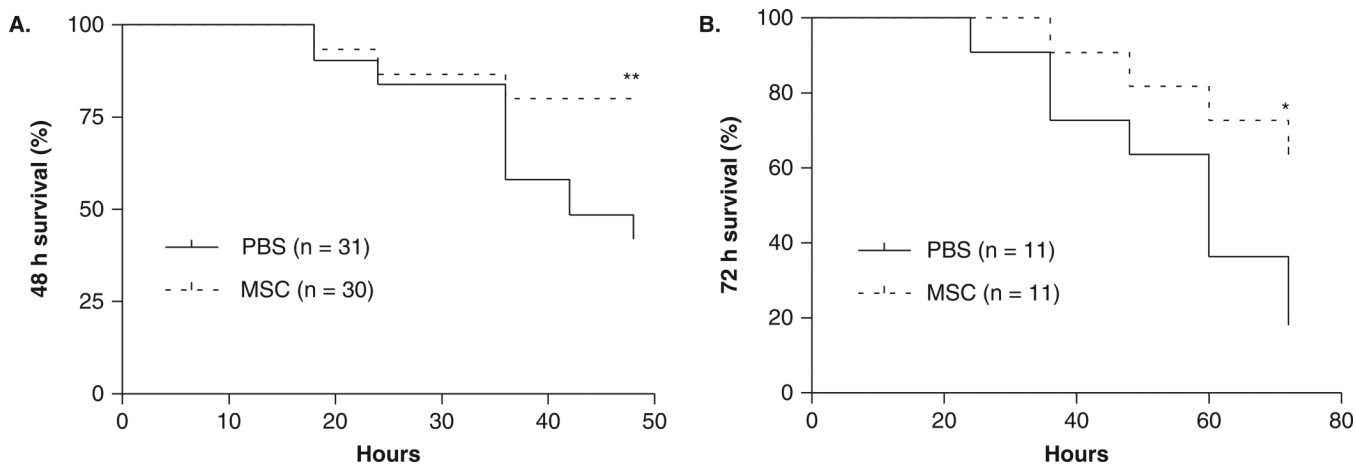 A.
48 h survival (%)
100
75
50
25
0
**
PBS (n = 31)
MSC (n = 30)
0 10 20 30 40 50
Hours
B.
72 h survival (%)
100
80
60
40
20
0
*
PBS (n = 11)
MSC (n = 11)
0 20 40 60 80
Hours